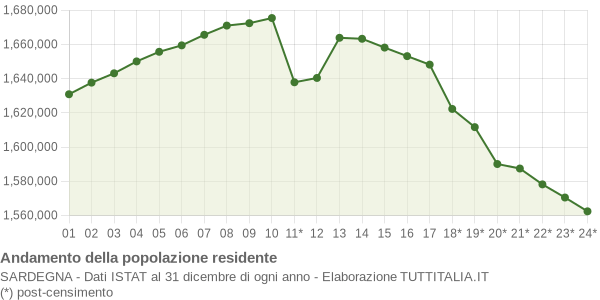 1,680,000
1,660,000
1,640,000
1,620,000
1,600,000
1,580,000
1,560,000
01 02 03 04 05 06 07 08 09 10 11* 12 13 14 15 16 17 18* 19* 20* 21* 22* 23* 24*
Andamento della popolazione residente
SARDEGNA - Dati ISTAT al 31 dicembre di ogni anno - Elaborazione TUTTITALIA.IT
(*) post-censimento